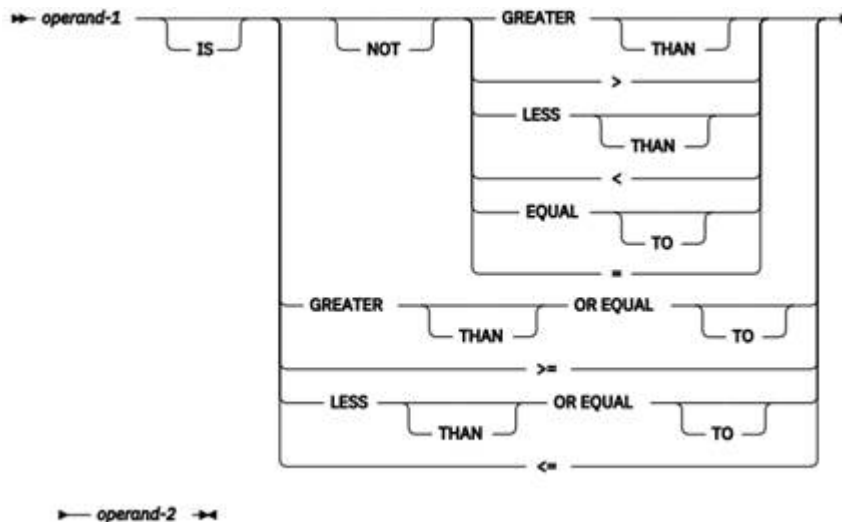 operand-1 IS NOT GREATER THAN
>
LESS THAN
<
EQUAL TO
=
GREATER THAN OR EQUAL TO
>=
LESS THAN OR EQUAL TO
<=
operand-2